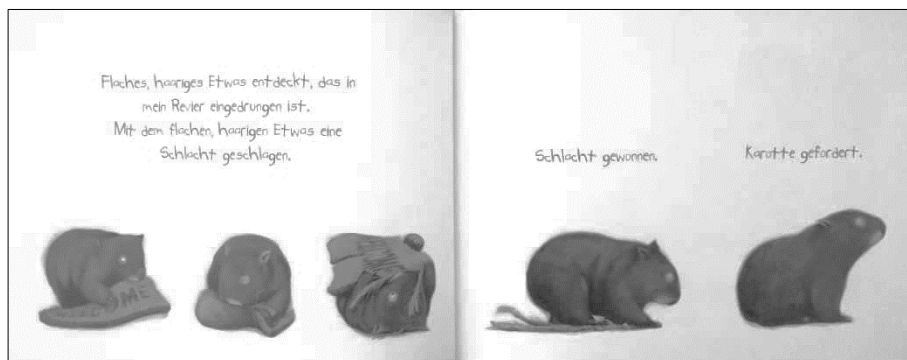 Flaches, haariges Etwas entdeckt, das in
mein Revier eingedrungen ist.
Mit dem flachen, haarigen Etwas eine
Schlacht geschlagen.
ME
Schlacht gewonnen.
Karotte gefordert.